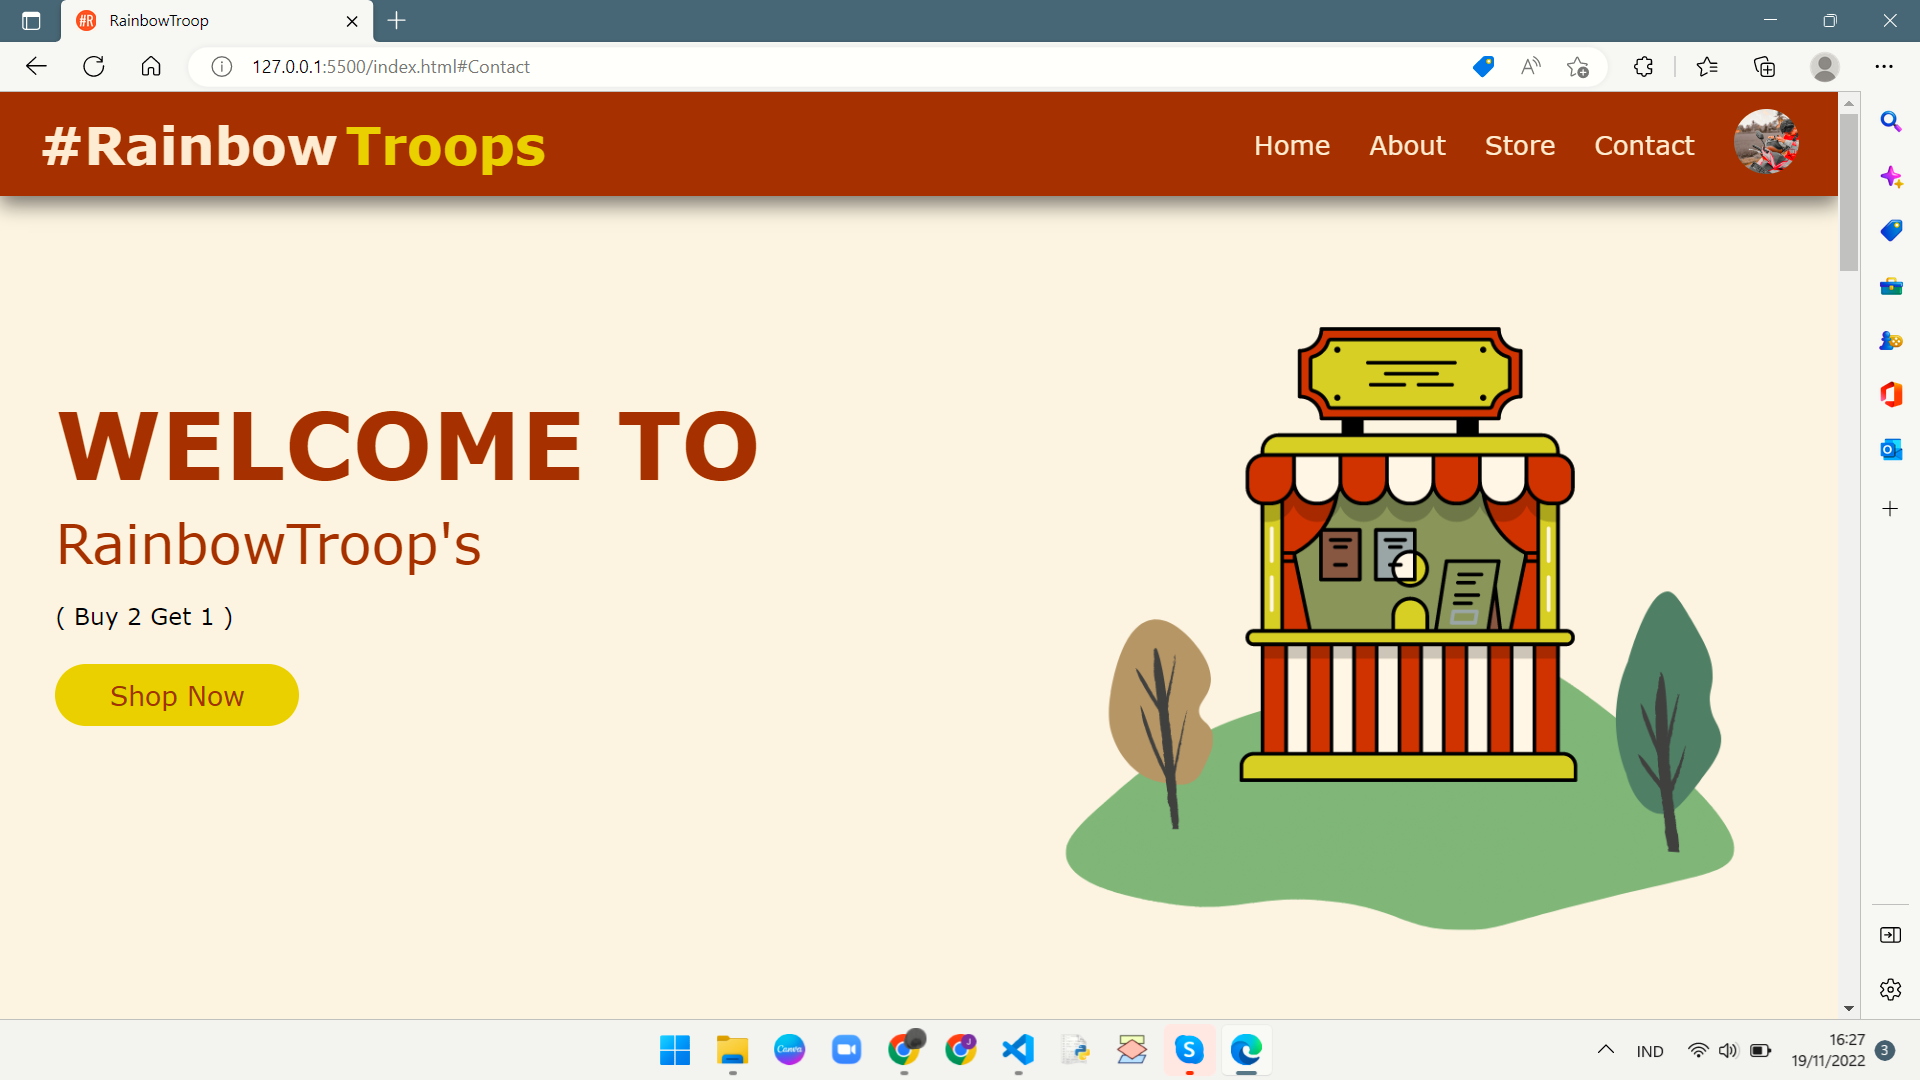 #R RainbowTroop
127.0.0.1:5500/index.html#Contact
#Rainbow Troops
Home About Store Contact
WELCOME TO
RainbowTroop's
( Buy 2 Get 1 )
Shop Now
Canva
J
S
IND
16:27
19/11/2022
3